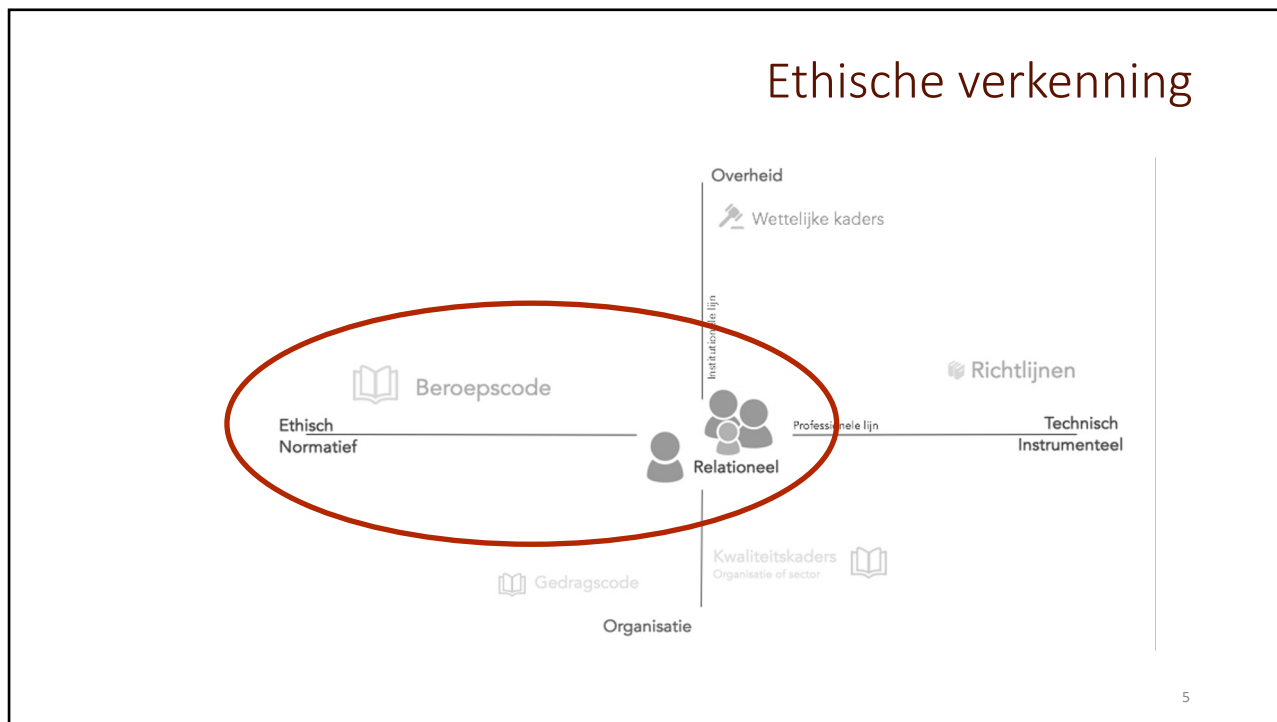 Ethische verkenning
Overheid
Wettelijke kaders
Institutionele lijn
Beroepscode
Richtlijnen
Ethisch
Normatief
Professionele lijn
Technisch
Instrumenteel
Relationeel
Gedragscode
Kwaliteitskaders
Organisatie of sector
Organisatie
5